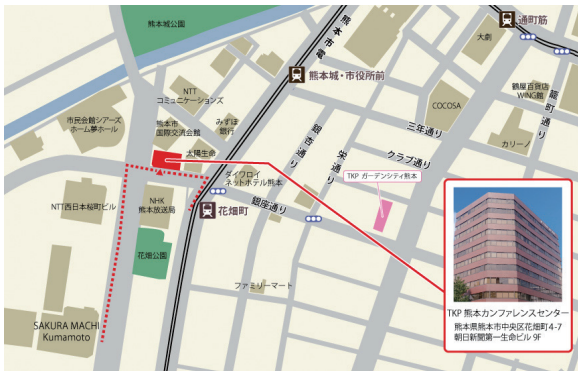 熊本城公園
通町筋
大劇
熊本市電
熊本城・市役所前
鶴屋百貨店
WING館
NTT
コミュニケーションズ
みずほ
銀行
COCOSA
市民会館シアーズ
ホーム夢ホール
熊本市
国際交流会館
太陽生命
三年坂通り
カリーノ
銀杏通り
栄通り
クラブ通り
ダイワロイ
ネットホテル熊本
TKP ガーデンシティ熊本
NTT西日本桜町ビル
NHK
熊本放送局
花畑町
銀座通り
花畑公園
ファミリーマート
SAKURA MACHI
Kumamoto
TKP 熊本カンファレンスセンター
熊本県熊本市中央区花畑町4-7
朝日新聞第一生命ビル 9F